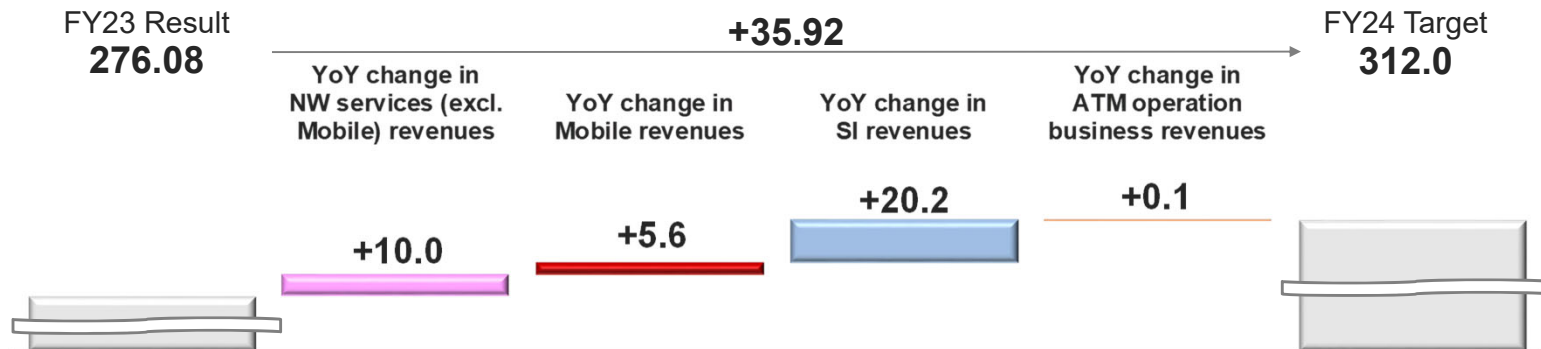 FY23 Result
276.08
+35.92
FY24 Target
312.0
YoY change in
NW services (excl.
Mobile) revenues
YoY change in
Mobile revenues
YoY change in
SI revenues
YoY change in
ATM operation
business revenues
+10.0
+5.6
+20.2
+0.1